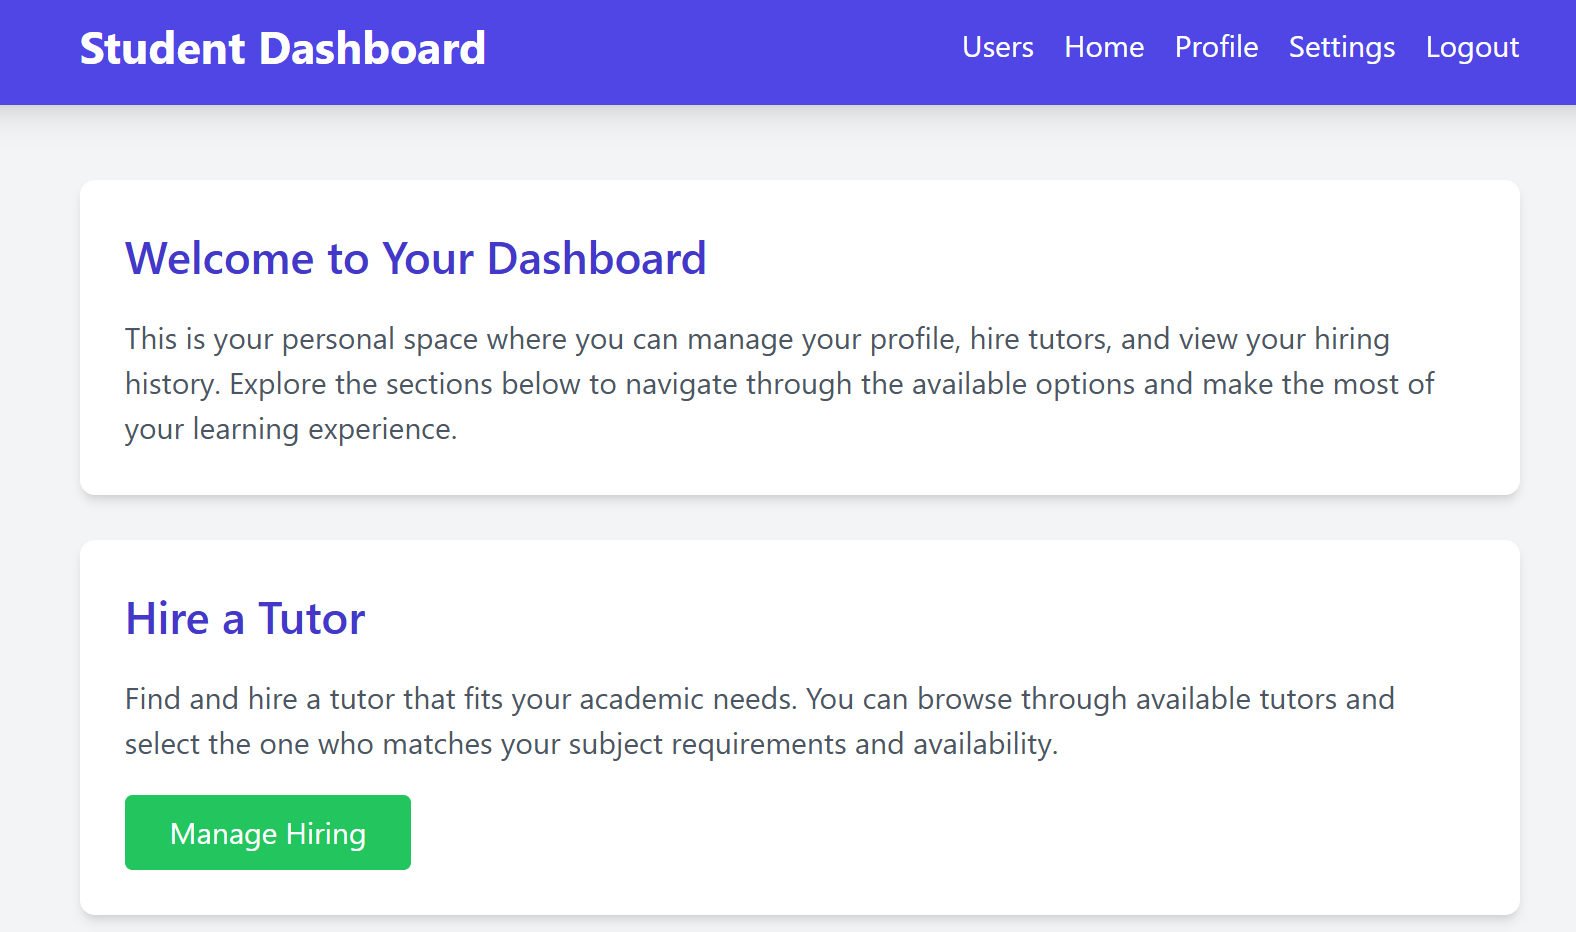 Student Dashboard
Users Home Profile Settings Logout
Welcome to Your Dashboard
This is your personal space where you can manage your profile, hire tutors, and view your hiring
history. Explore the sections below to navigate through the available options and make the most of
your learning experience.
Hire a Tutor
Find and hire a tutor that fits your academic needs. You can browse through available tutors and
select the one who matches your subject requirements and availability.
Manage Hiring